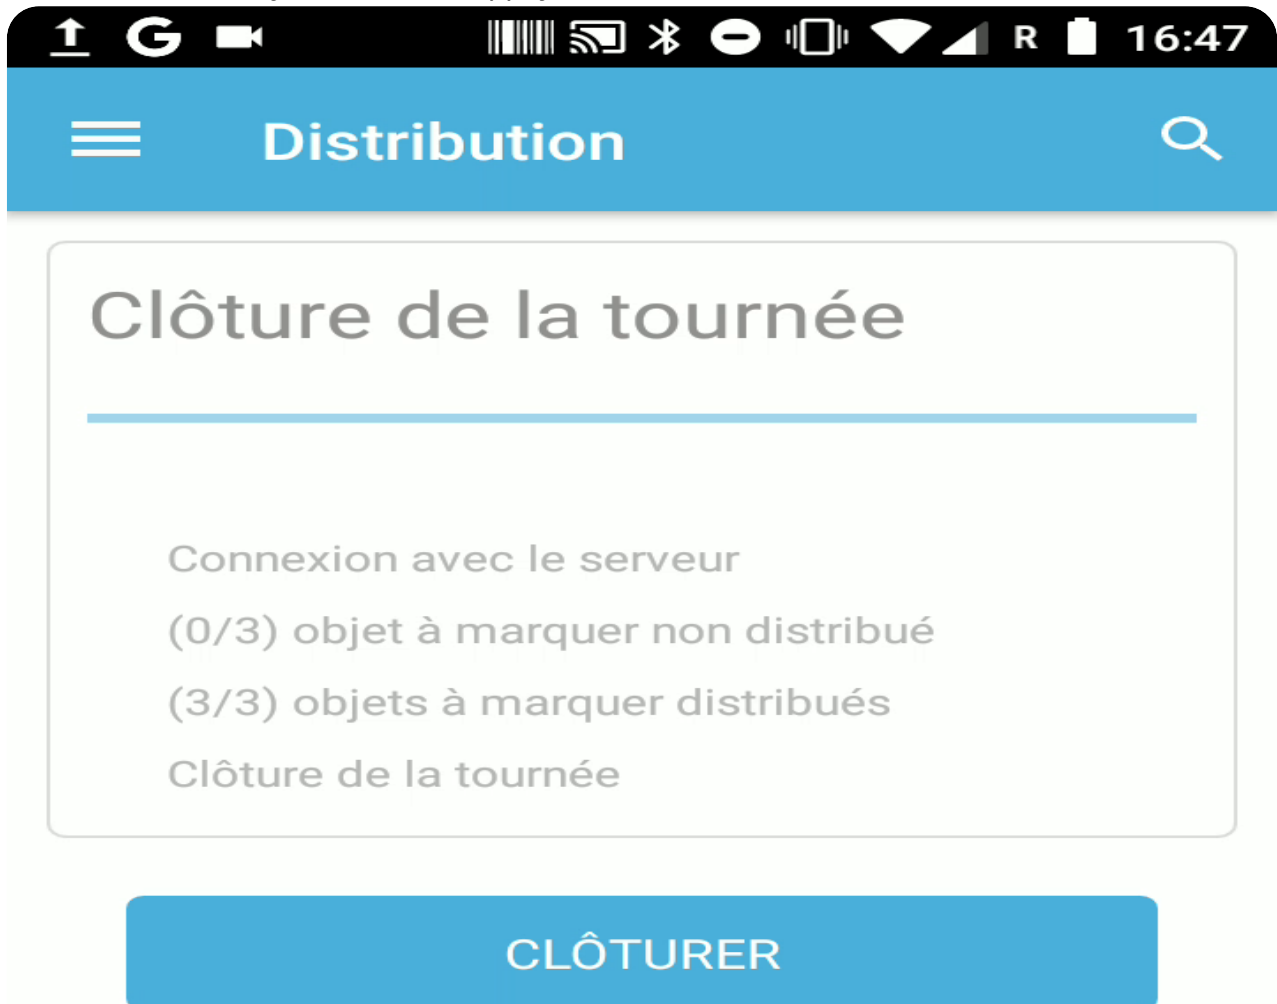 G R 16:47
Distribution
Clôture de la tournée
Connexion avec le serveur
(0/3) objet à marquer non distribué
(3/3) objets à marquer distribués
Clôture de la tournée
CLÔTURER